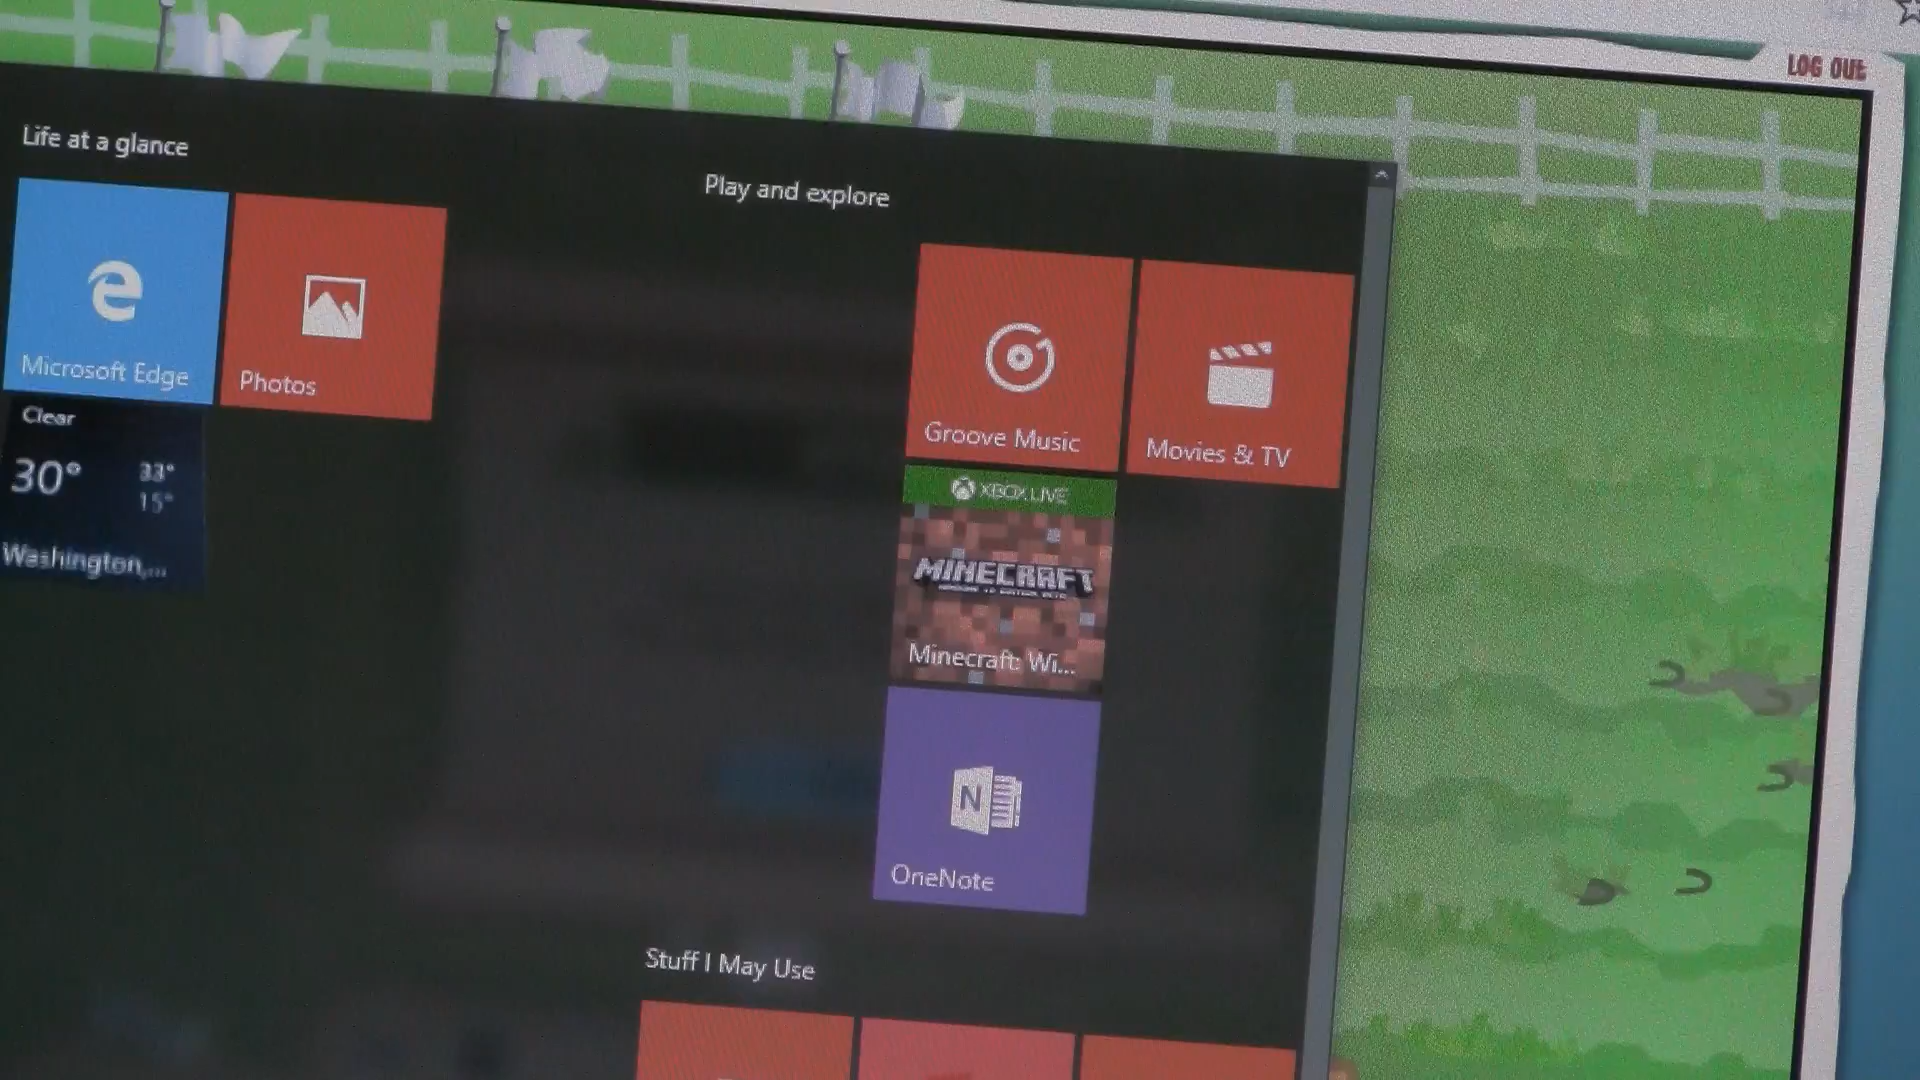 LOG OUT
Life at a glance
Play and explore
Microsoft Edge
Photos
Groove Music
Movies & TV
Clear
30°
33°
15°
Washington,...
XBOX LIVE
MINECRAFT
Minecraft: Wi...
N
OneNote
Stuff I May Use